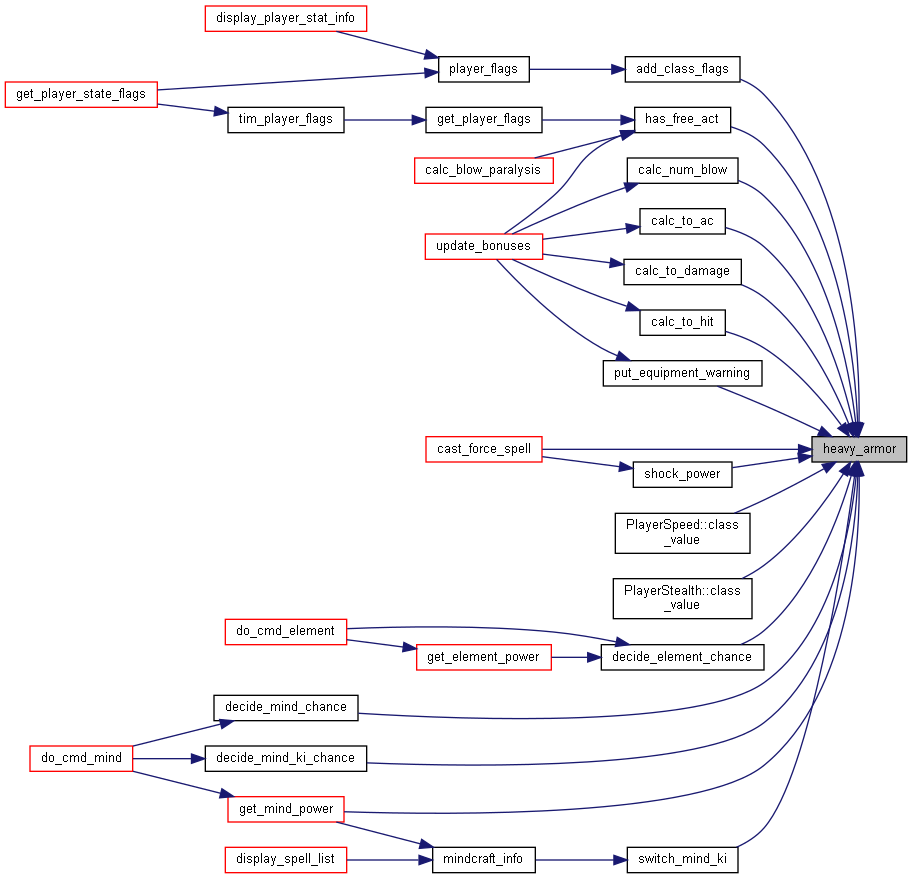 display_player_stat_info
player_flags
add_class_flags
get_player_state_flags
tim_player_flags
get_player_flags
has_free_act
calc_blow_paralysis
calc_num_blow
calc_to_ac
update_bonuses
calc_to_damage
calc_to_hit
put_equipment_warning
cast_force_spell
heavy_armor
shock_power
PlayerSpeed::class
_value
PlayerStealth::class
_value
do_cmd_element
get_element_power
decide_element_chance
decide_mind_chance
do_cmd_mind
decide_mind_ki_chance
get_mind_power
display_spell_list
mindcraft_info
switch_mind_ki